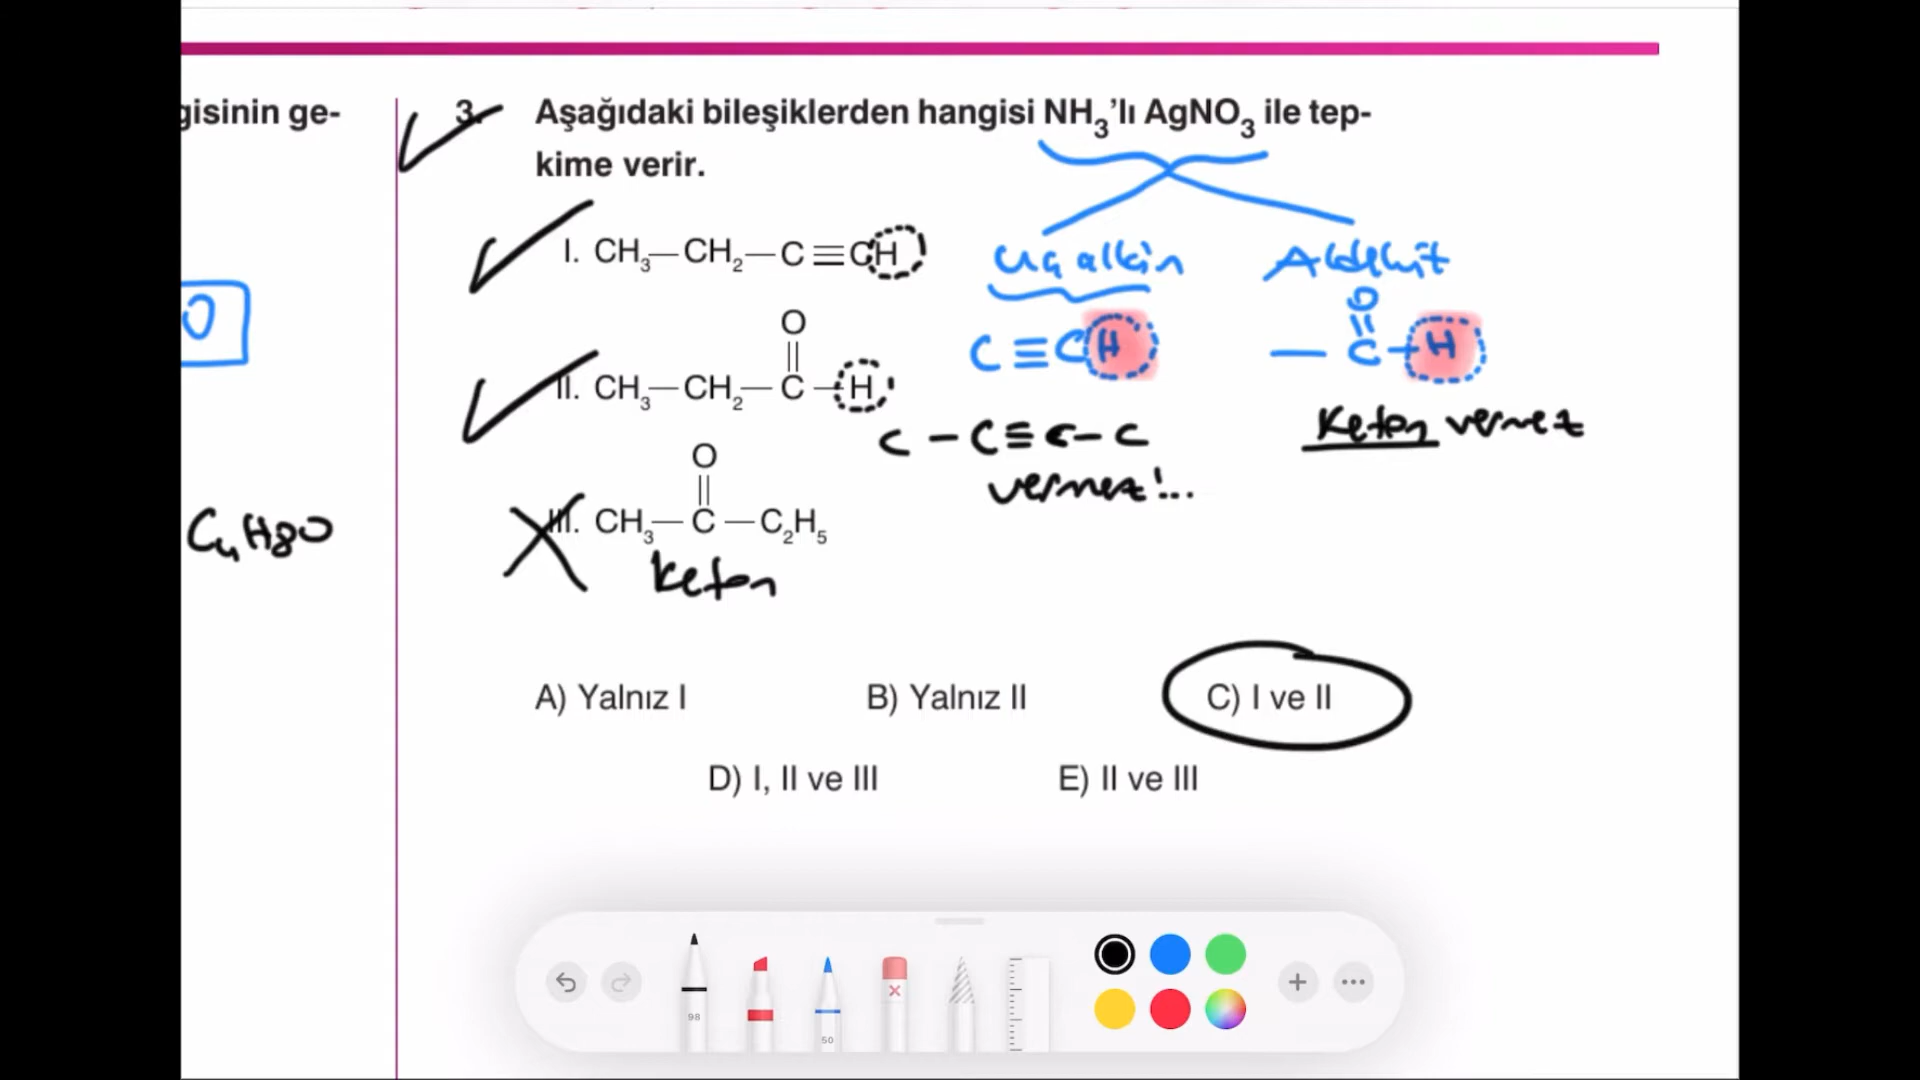 gisinin ge-
O
C₄H8O
3. Aşağıdaki bileşiklerden hangisi NH₃'lı AgNO₃ ile tep-
kime verir.
I. CH₃—CH₂—C≡CH
O
||
II. CH₃—CH₂—C—H
O
||
III. CH₃—C—C₂H₅
Keton
Uç alkin
C≡CH
C-C≡C-C
vermez!...
Aldehit
O
||
—C-H
Keton vermez
A) Yalnız I
B) Yalnız II
C) I ve II
D) I, II ve III
E) II ve III
98
50